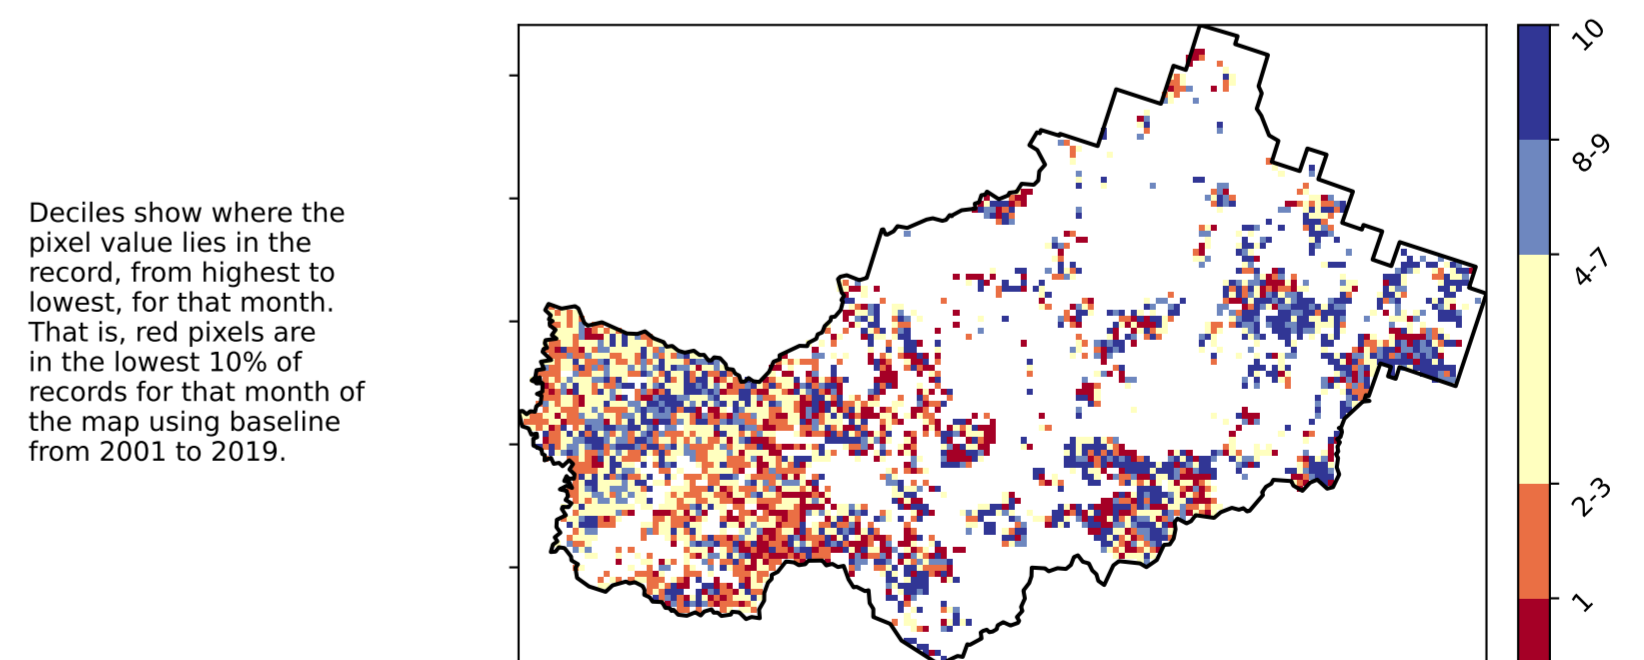 Deciles show where the
pixel value lies in the
record, from highest to
lowest, for that month.
That is, red pixels are
in the lowest 10% of
records for that month of
the map using baseline
from 2001 to 2019.
10
8-9
4-7
2-3
1